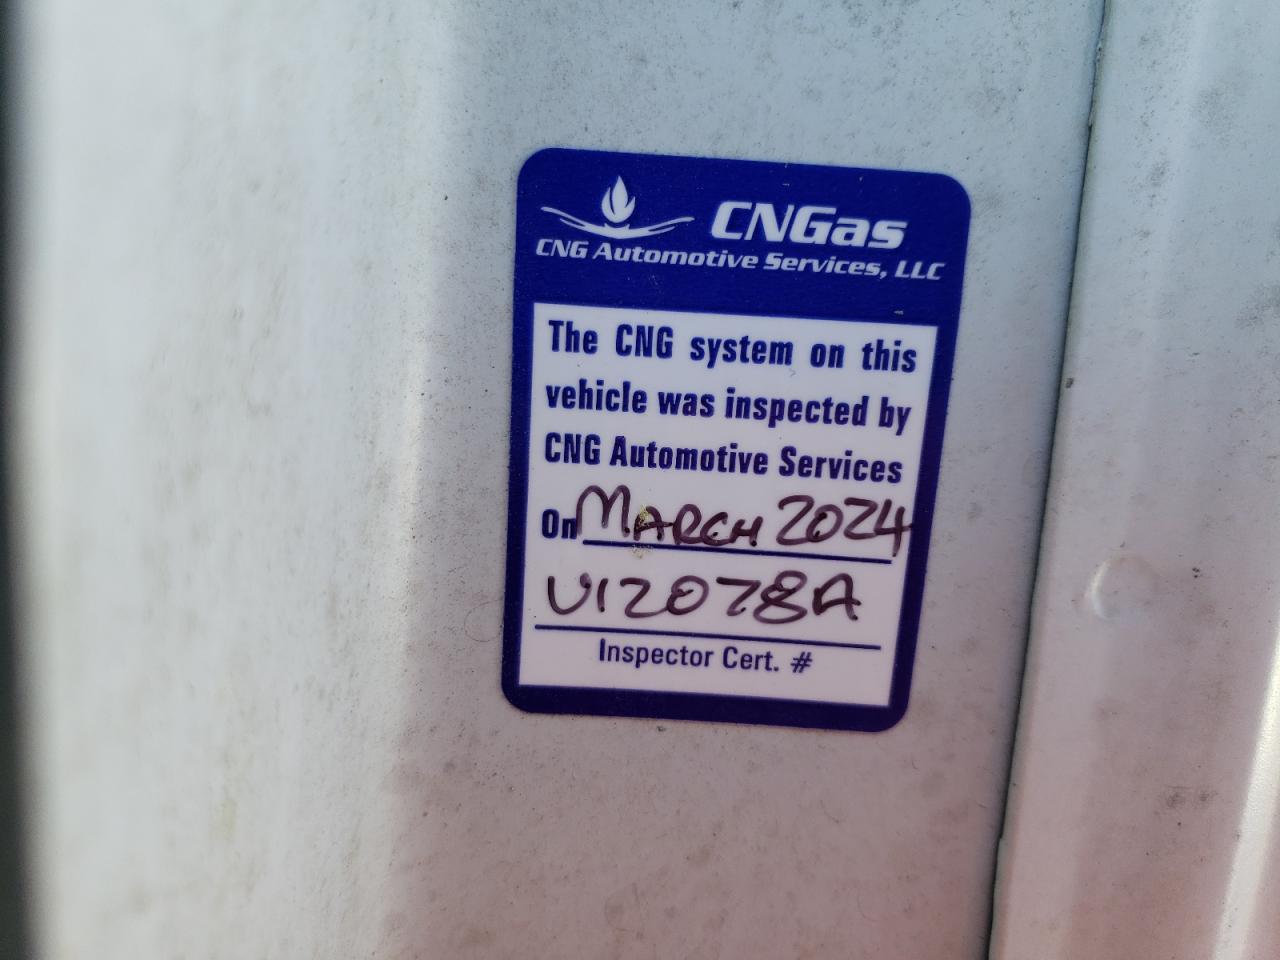 CNGas
CNG Automotive Services, LLC
The CNG system on this
vehicle was inspected by
CNG Automotive Services
On MARCH 2024
V12078A
Inspector Cert. #